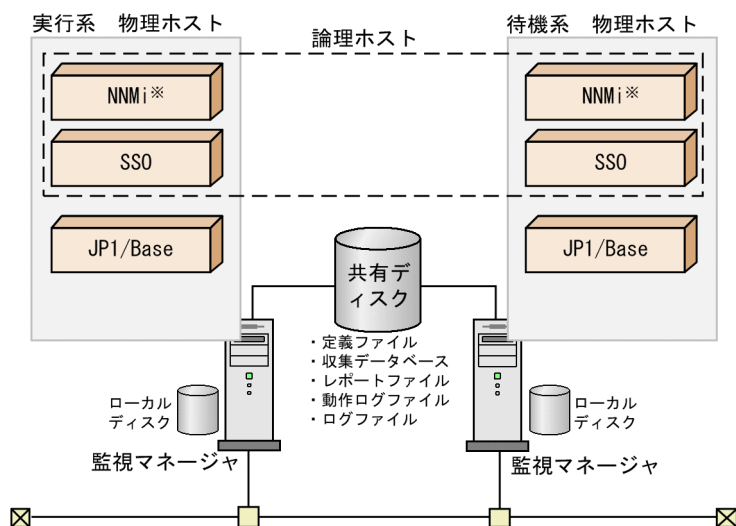 実行系 物理ホスト
論理ホスト
待機系 物理ホスト
NNMi※
SSO
JP1/Base
NNMi※
SSO
JP1/Base
共有ディ
スク
・定義ファイル
・収集データベース
・レポートファイル
・動作ログファイル
・ログファイル
ローカル
ディスク
監視マネージャ
ローカル
ディスク
監視マネージャ